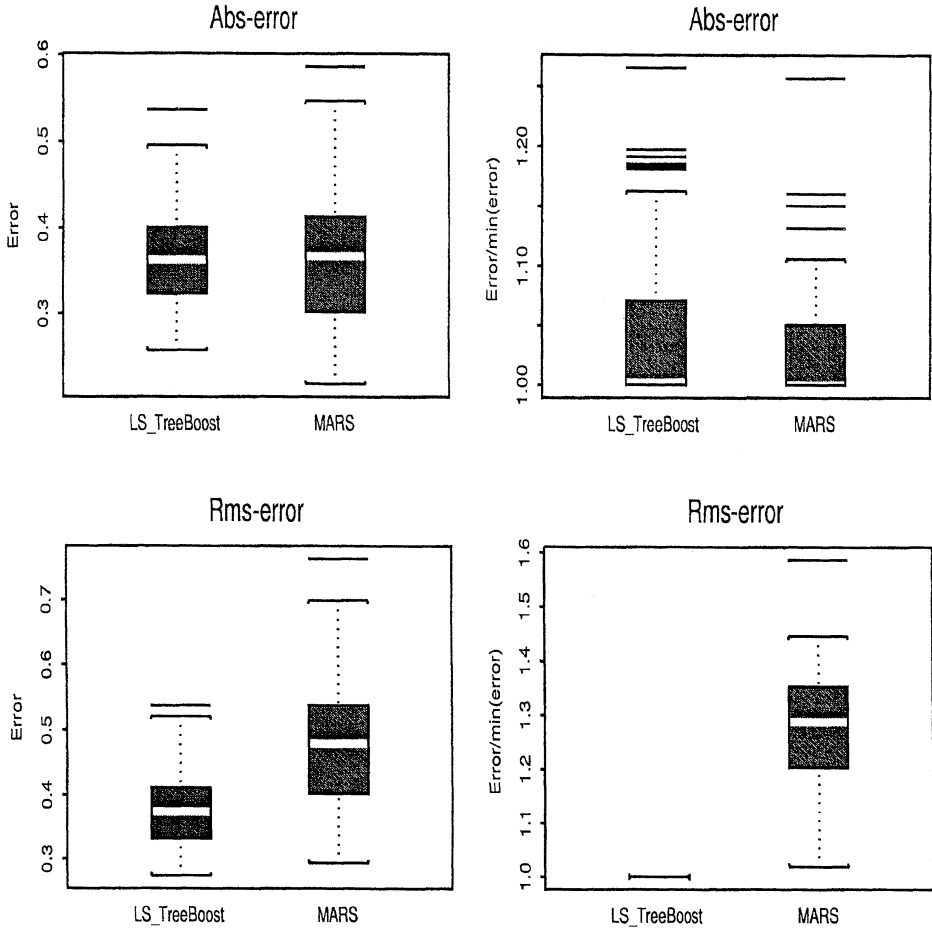 Abs-error
Error
0.6
0.5
0.4
0.3
LS_TreeBoost
MARS
Abs-error
Error/min(error)
1.20
1.10
1.00
LS_TreeBoost
MARS
Rms-error
Error
0.7
0.6
0.5
0.4
0.3
LS_TreeBoost
MARS
Rms-error
Error/min(error)
1.6
1.5
1.4
1.3
1.2
1.1
1.0
LS_TreeBoost
MARS